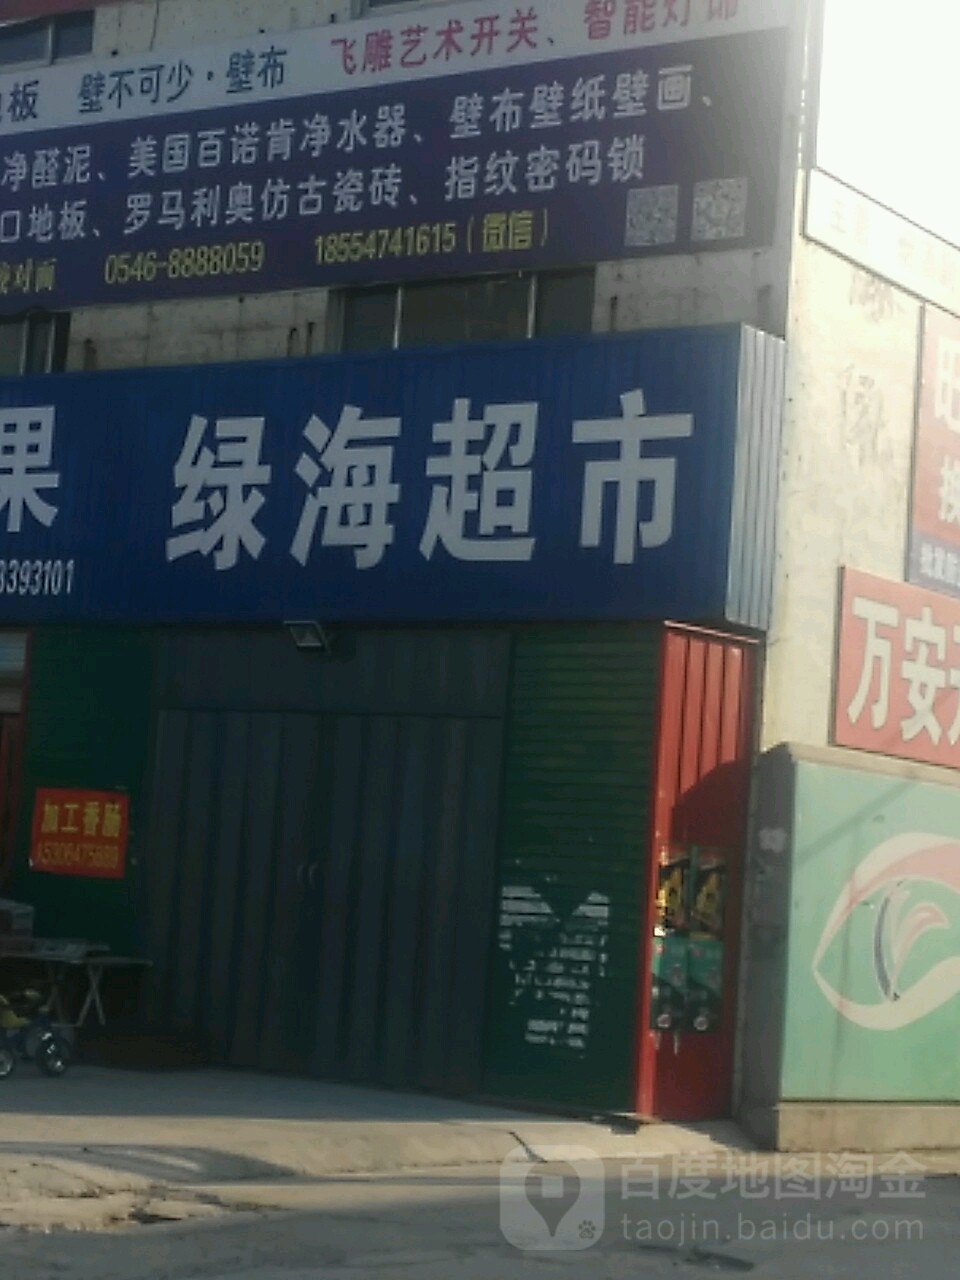 板 壁不可少·壁布 飞雕艺术开关、智能灯饰
净醛泥、美国百诺肯净水器、壁布壁纸壁画、
口地板、罗马利奥仿古瓷砖、指纹密码锁
对面 0546-8888059 18554741615(微信)
果 绿海超市
8393101
万安
加工香肠
百度地图淘金
taojin.baidu.com